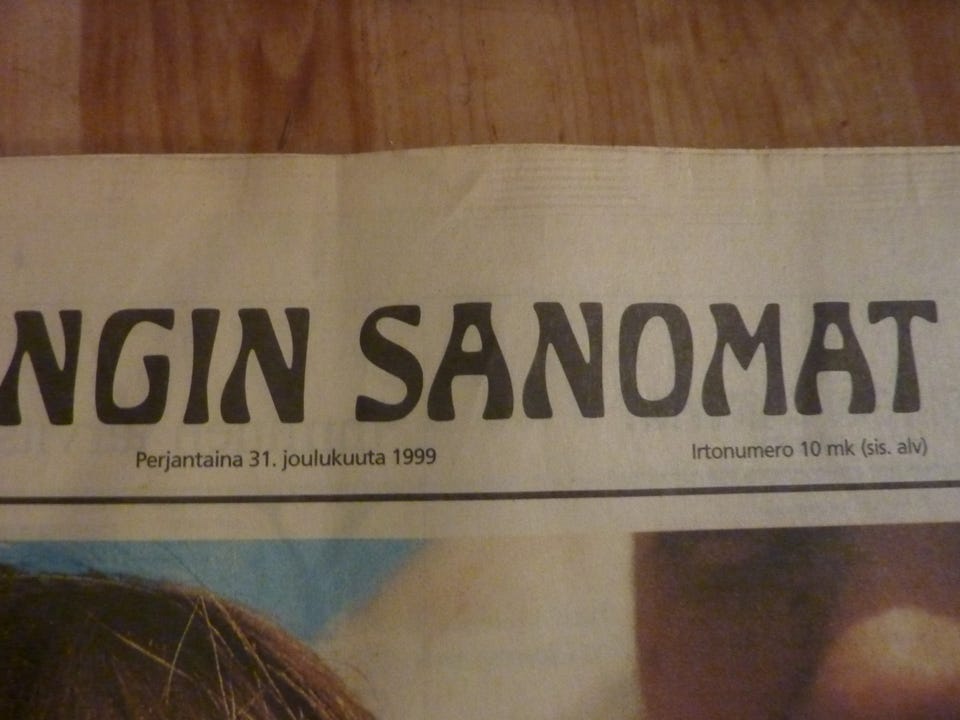 NGIN SANOMAT
Perjantaina 31. joulukuuta 1999 Irtonumero 10 mk (sis. alv)